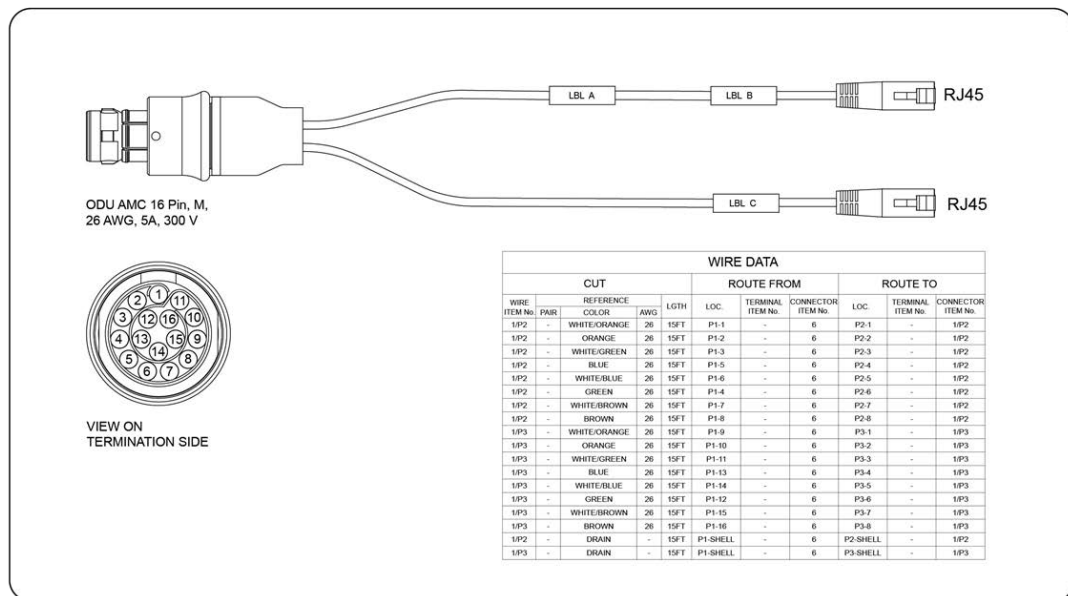 LBL A
LBL B
RJ45
ODU AMC 16 Pin, M,
26 AWG, 5A, 300 V
LBL C
RJ45
1
2
11
3
12
16
10
4
13
15
9
14
5
8
6
7
VIEW ON
TERMINATION SIDE
WIRE DATA
CUT ROUTE FROM ROUTE TO
WIRE ITEM No. REFERENCE PAIR COLOR AWG LGTH LOC. TERMINAL ITEM No. CONNECTOR ITEM No. LOC. TERMINAL ITEM No. CONNECTOR ITEM No.
1/P2 - WHITE/ORANGE 26 15FT P1-1 - 6 P2-1 - 1/P2
1/P2 - ORANGE 26 15FT P1-2 - 6 P2-2 - 1/P2
1/P2 - WHITE/GREEN 26 15FT P1-3 - 6 P2-3 - 1/P2
1/P2 - BLUE 26 15FT P1-5 - 6 P2-4 - 1/P2
1/P2 - WHITE/BLUE 26 15FT P1-6 - 6 P2-5 - 1/P2
1/P2 - GREEN 26 15FT P1-4 - 6 P2-6 - 1/P2
1/P2 - WHITE/BROWN 26 15FT P1-7 - 6 P2-7 - 1/P2
1/P2 - BROWN 26 15FT P1-8 - 6 P2-8 - 1/P2
1/P3 - WHITE/ORANGE 26 15FT P1-9 - 6 P3-1 - 1/P3
1/P3 - ORANGE 26 15FT P1-10 - 6 P3-2 - 1/P3
1/P3 - WHITE/GREEN 26 15FT P1-11 - 6 P3-3 - 1/P3
1/P3 - BLUE 26 15FT P1-13 - 6 P3-4 - 1/P3
1/P3 - WHITE/BLUE 26 15FT P1-14 - 6 P3-5 - 1/P3
1/P3 - GREEN 26 15FT P1-12 - 6 P3-6 - 1/P3
1/P3 - WHITE/BROWN 26 15FT P1-15 - 6 P3-7 - 1/P3
1/P3 - BROWN 26 15FT P1-16 - 6 P3-8 - 1/P3
1/P2 - DRAIN - 15FT P1-SHELL - 6 P2-SHELL - 1/P2
1/P3 - DRAIN - 15FT P1-SHELL - 6 P3-SHELL - 1/P3